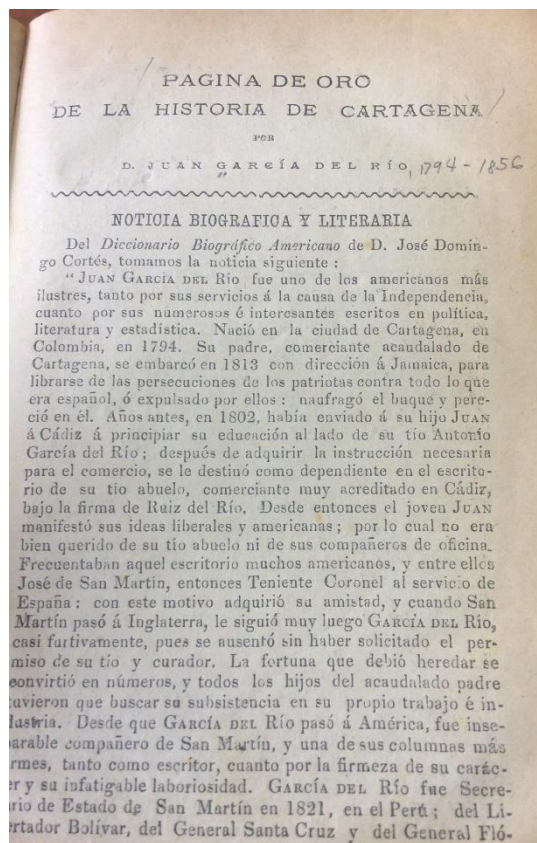 PAGINA DE ORO
DE LA HISTORIA DE CARTAGENA
POR
D. JUAN GARCÍA DEL RÍO, 1794-1856
NOTICIA BIOGRAFICA Y LITERARIA
Del Diccionario Biográfico Americano de D. José Domin-
go Cortés, tomamos la noticia siguiente :
" JUAN GARCÍA DEL Río fue uno de los americanos más
ilustres, tanto por sus servicios á la causa de la Independencia,
cuanto por sus numerosos é interesantes escritos en política,
literatura y estadística. Nació en la ciudad de Cartagena, en
Colombia, en 1794. Su padre, comerciante acaudalado de
Cartagena, se embarcó en 1813 con dirección á Jamaica, para
librarse de las persecuciones de los patriotas contra todo lo que
era español, ó expulsado por ellos : naufragó el buque y pere-
ció en él. Años antes, en 1802, había enviado á su hijo JUAN
á Cádiz á principiar su educación al lado de su tío Antonio
García del Río ; después de adquirir la instrucción necesaria
para el comercio, se le destinó como dependiente en el escrito-
rio de su tío abuelo, comerciante muy acreditado en Cádiz,
bajo la firma de Ruiz del Río. Desde entonces el joven JUAN
manifestó sus ideas liberales y americanas ; por lo cual no era
bien querido de su tío abuelo ni de sus compañeros de oficina.
Frecuentaban aquel escritorio muchos americanos, y entre ellos
José de San Martín, entonces Teniente Coronel al servicio de
España : con este motivo adquirió su amistad, y cuando San
Martín pasó á Inglaterra, le siguió muy luego GARCÍA DEL Río,
casi furtivamente, pues se ausentó sin haber solicitado el per-
miso de su tío y curador. La fortuna que debió heredar se
convirtió en números, y todos los hijos del acaudalado padre
uvieron que buscar su subsistencia en su propio trabajo é in-
dustria. Desde que GARCÍA DEL Río pasó á América, fue inse-
parable compañero de San Martín, y una de sus columnas más
rmes, tanto como escritor, cuanto por la firmeza de su carác-
er y su infatigable laboriosidad. GARCÍA DEL Río fue Secre-
rio de Estado de San Martín en 1821, en el Perú ; del Li-
ertador Bolívar, del General Santa Cruz y del General Fló-